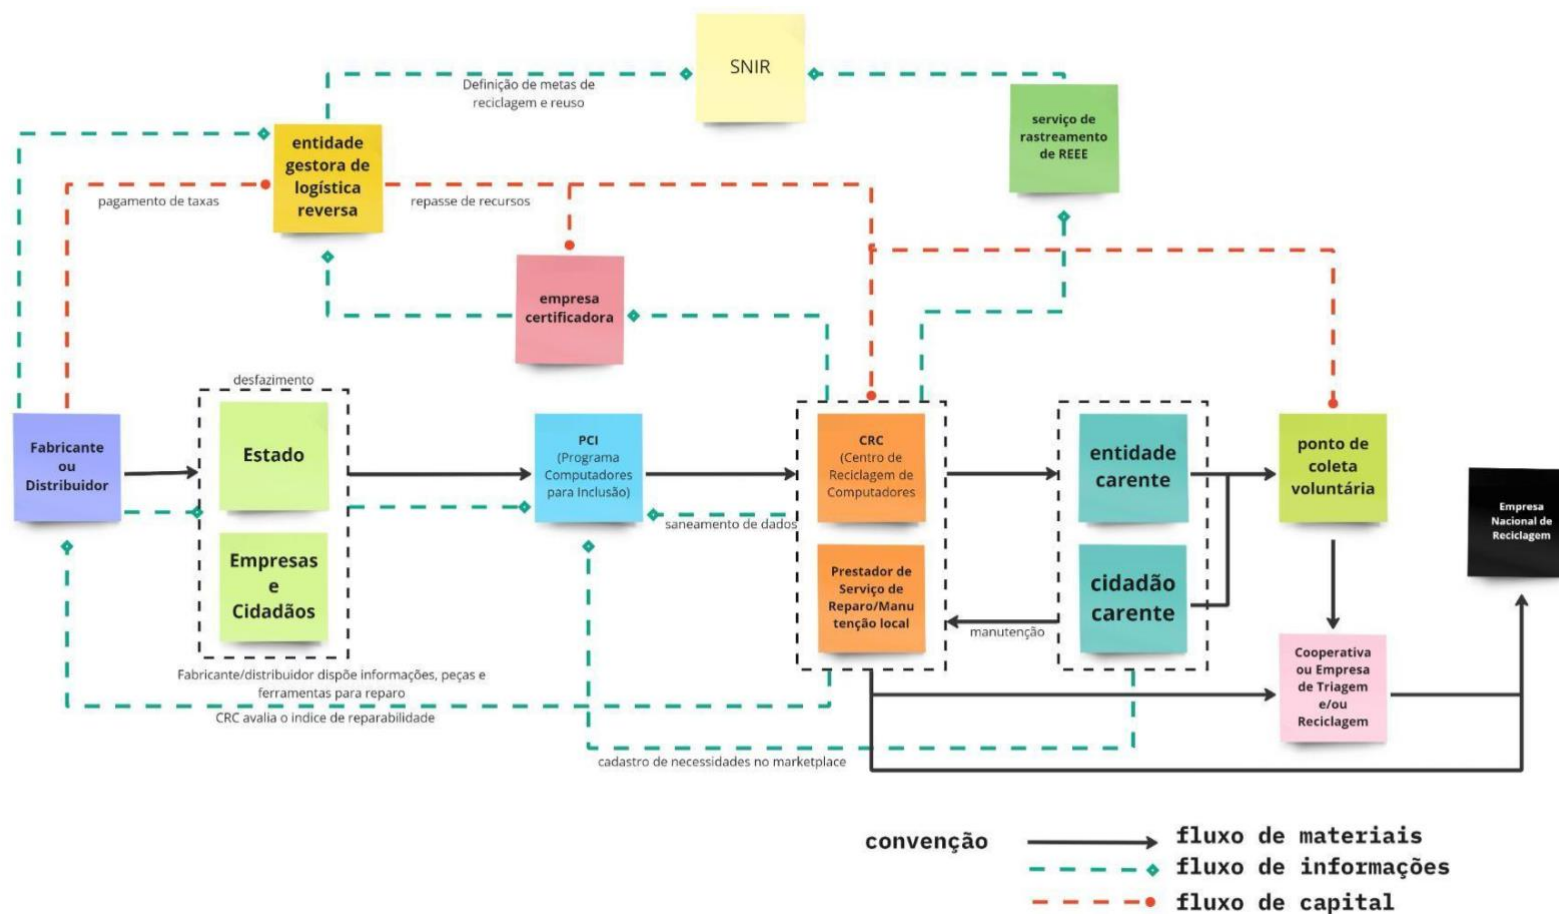 SNIR
Definição de metas de
reciclagem e reuso
serviço de
rastreamento
de REEE
entidade
gestora de
logística
reversa
pagamento de taxas
repasse de recursos
empresa
certificadora
desfazimento
Fabricante
ou
Distribuidor
Estado
Empresas
e
Cidadãos
PCI
(Programa
Computadores
para Inclusão)
saneamento de dados
CRC
(Centro de
Reciclagem de
Computadores
Prestador de
Serviço de
Reparo/Manu
tenção local
entidade
carente
cidadão
carente
manutenção
ponto de
coleta
voluntária
Empresa
Nacional de
Reciclagem
Cooperativa
ou Empresa
de Triagem
e/ou
Reciclagem
Fabricante/distribuidor dispõe informações, peças e
ferramentas para reparo
CRC avalia o indice de reparabilidade
cadastro de necessidades no marketplace
convenção
fluxo de materiais
fluxo de informações
fluxo de capital